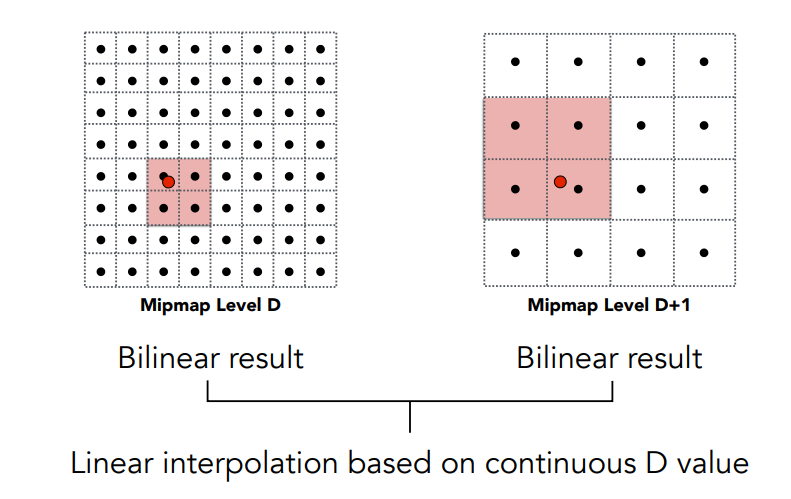 Mipmap Level D
Mipmap Level D+1
Bilinear result
Bilinear result
Linear interpolation based on continuous D value